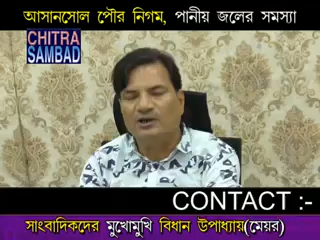 আসানসোল পৌর নিগম, পানীয় জলের সমস্যা
CHITRA
SAMBAD
CONTACT :-
সাংবাদিকদের মুখোমুখি বিধান উপাধ্যায়(মেয়র)